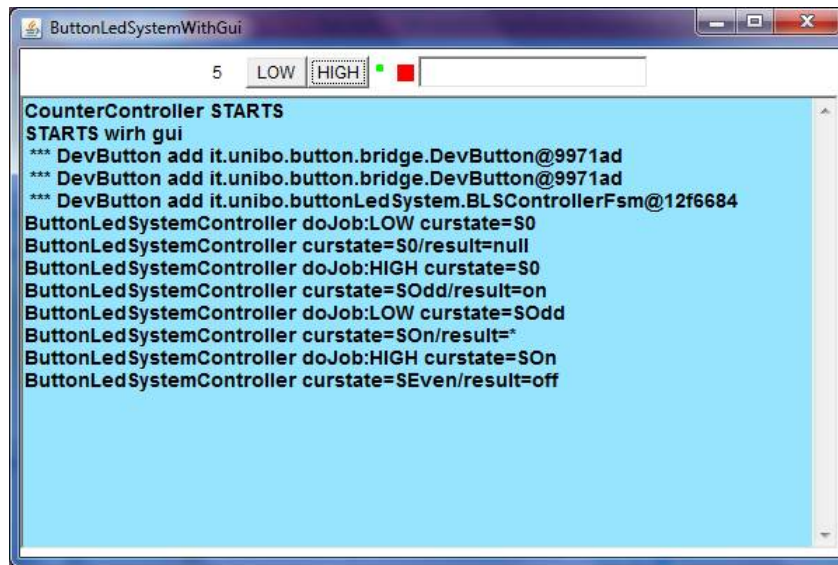 ButtonLedSystemWithGui
5 LOW HIGH
CounterController STARTS
STARTS wirh gui
*** DevButton add it.unibo.button.bridge.DevButton@9971ad
*** DevButton add it.unibo.button.bridge.DevButton@9971ad
*** DevButton add it.unibo.buttonLedSystem.BLSControllerFsm@12f6684
ButtonLedSystemController doJob:LOW curstate=S0
ButtonLedSystemController curstate=S0/result=null
ButtonLedSystemController doJob:HIGH curstate=S0
ButtonLedSystemController curstate=SOdd/result=on
ButtonLedSystemController doJob:LOW curstate=SOdd
ButtonLedSystemController curstate=SOn/result=*
ButtonLedSystemController doJob:HIGH curstate=SOn
ButtonLedSystemController curstate=SEven/result=off